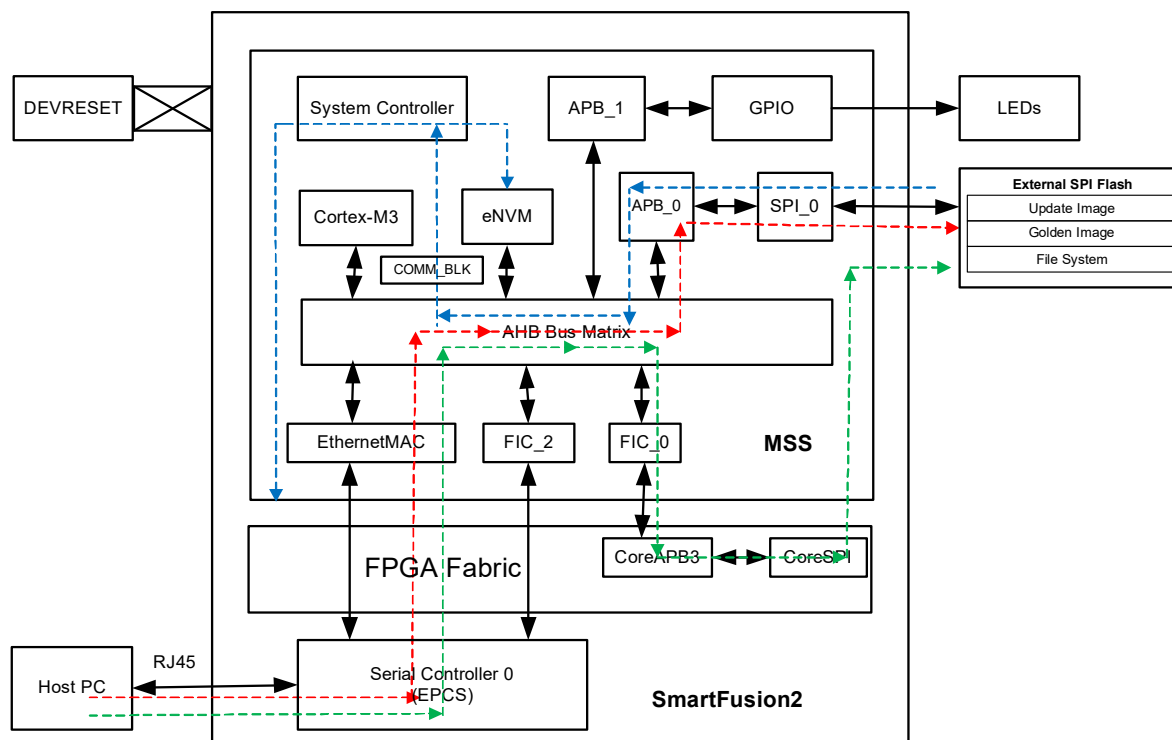 DEVRESET
System Controller
APB_1
GPIO
LEDs
Cortex-M3
eNVM
APB_0
SPI_0
External SPI Flash
Update Image
Golden Image
File System
COMM_BLK
AHB Bus Matrix
EthernetMAC
FIC_2
FIC_0
MSS
FPGA Fabric
CoreAPB3
CoreSPI
Host PC
RJ45
Serial Controller 0
(EPCS)
SmartFusion2